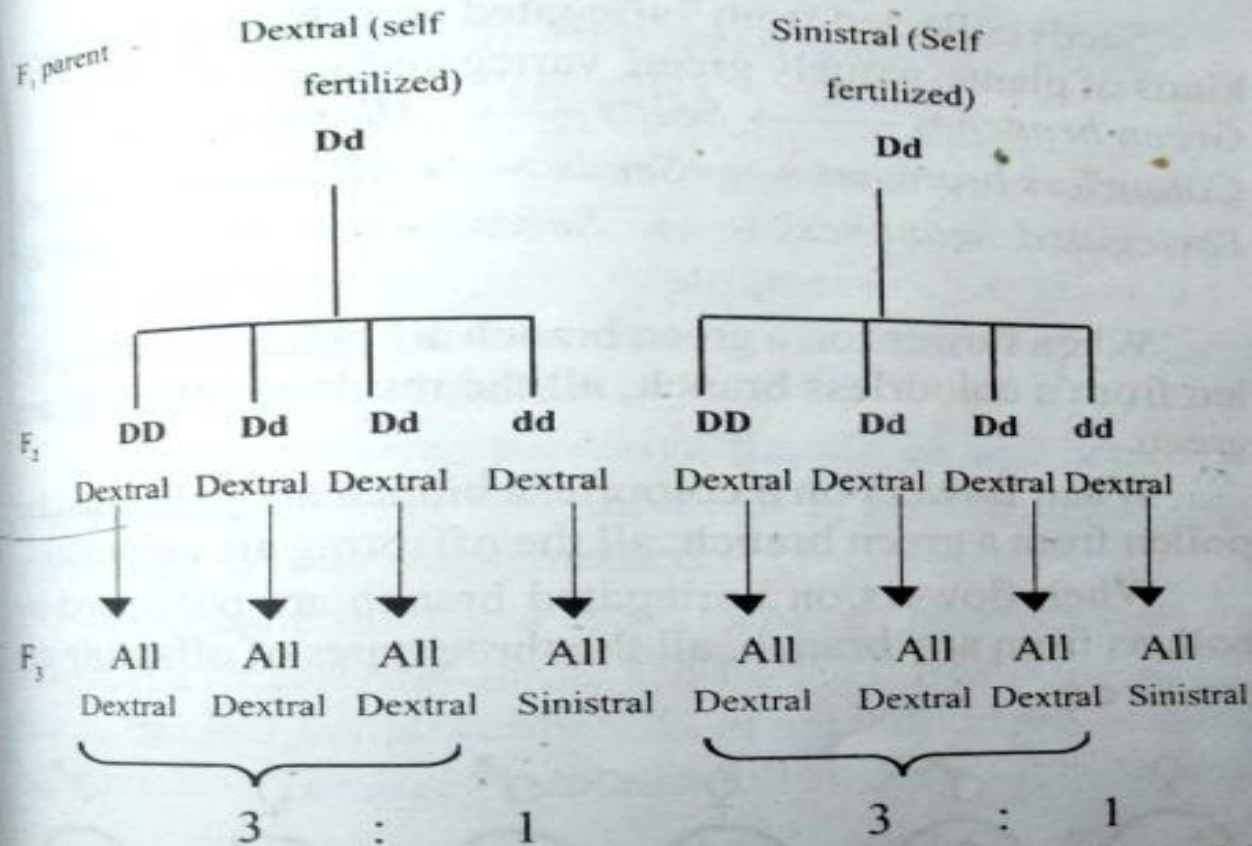 Dextral (self fertilized)
Sinistral (Self fertilized)
F₁ parent
Dd
Dd
F₂
DD Dd Dd dd DD Dd Dd dd
Dextral Dextral Dextral Dextral Dextral Dextral Dextral Dextral
F₃
All All All All All All All All
Dextral Dextral Dextral Sinistral Dextral Dextral Dextral Sinistral
3 : 1 3 : 1